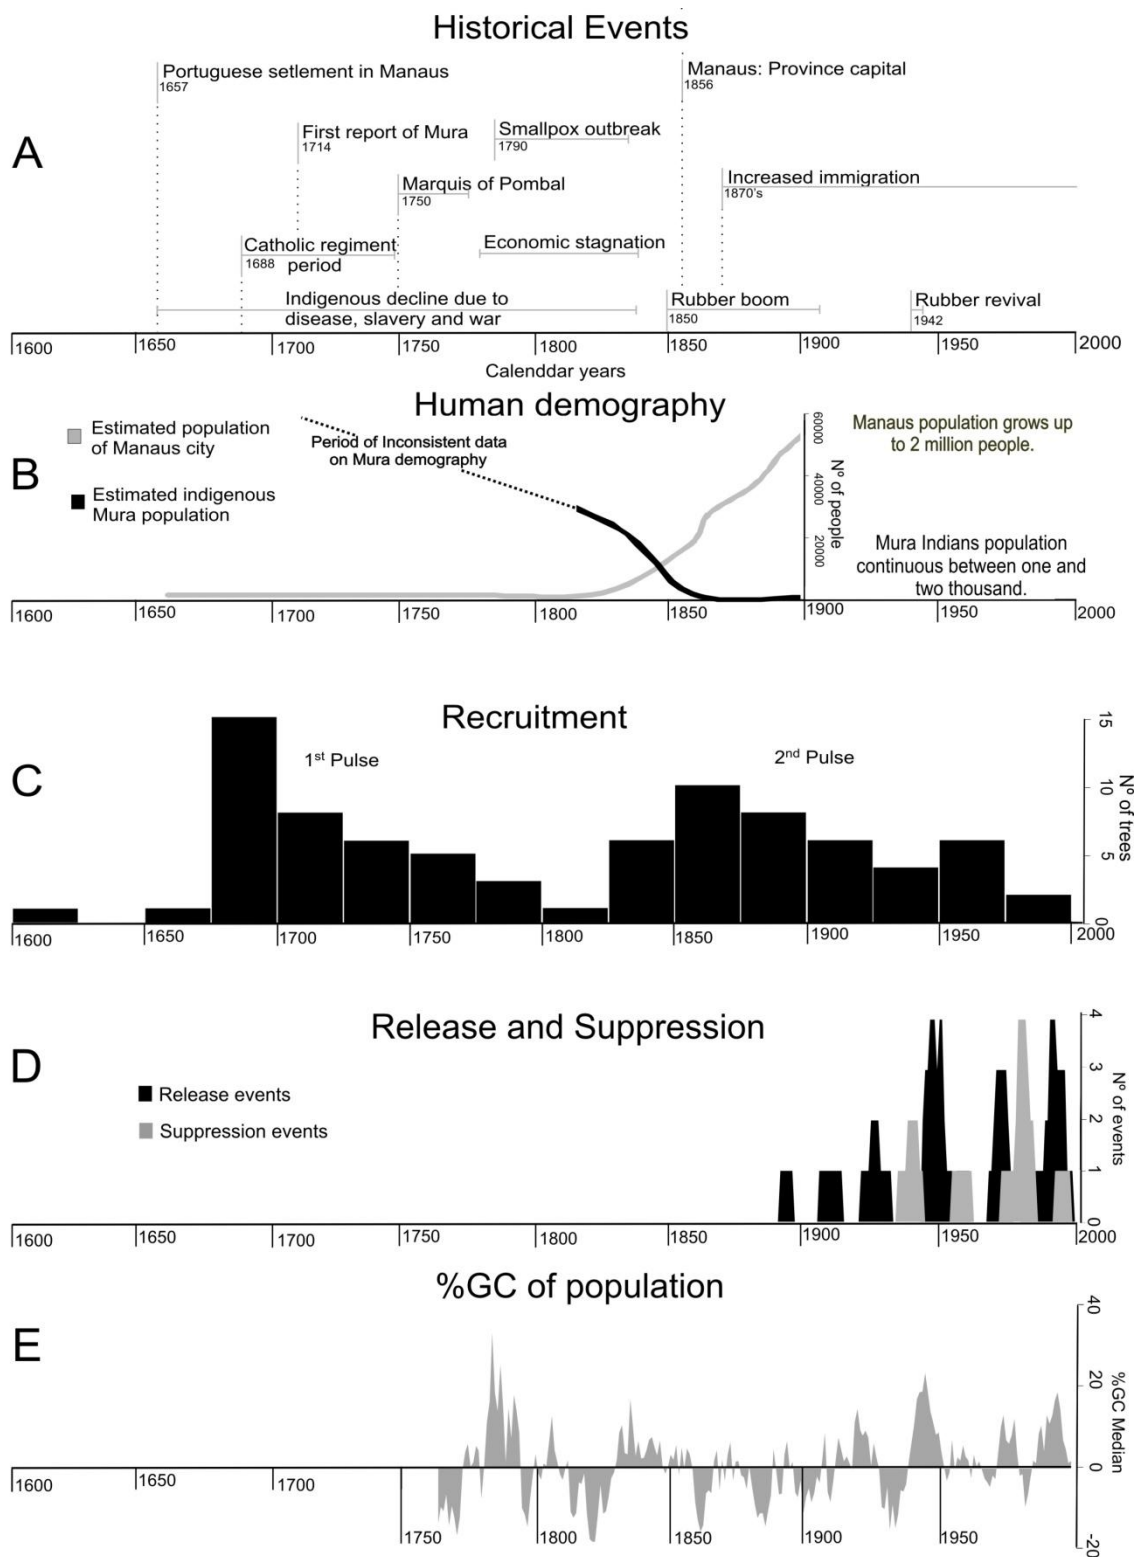 Historical Events
A
Portuguese setlement in Manaus
1657
Manaus: Province capital
1856
First report of Mura
1714
Smallpox outbreak
1790
Marquis of Pombal
1750
Increased immigration
1870's
Catholic regiment
period
1688
Economic stagnation
Indigenous decline due to
disease, slavery and war
Rubber boom
1850
Rubber revival
1942
1600 1650 1700 1750 1800 1850 1900 1950 2000
Calenddar years
Human demography
B
Estimated population
of Manaus city
Estimated indigenous
Mura population
Period of Inconsistent data
on Mura demography
60000
40000
20000
Nº of people
Manaus population grows up
to 2 million people.
Mura Indians population
continuous between one and
two thousand.
1600 1650 1700 1750 1800 1850 1900 1950 2000
Recruitment
C
1st Pulse
2nd Pulse
15
10
5
0
Nº of trees
1600 1650 1700 1750 1800 1850 1900 1950 2000
Release and Suppression
D
Release events
Suppression events
4
3
2
1
0
Nº of events
1600 1650 1700 1750 1800 1850 1900 1950 2000
%GC of population
E
40
20
0
-20
%GC Median
1600 1650 1700 1750 1800 1850 1900 1950